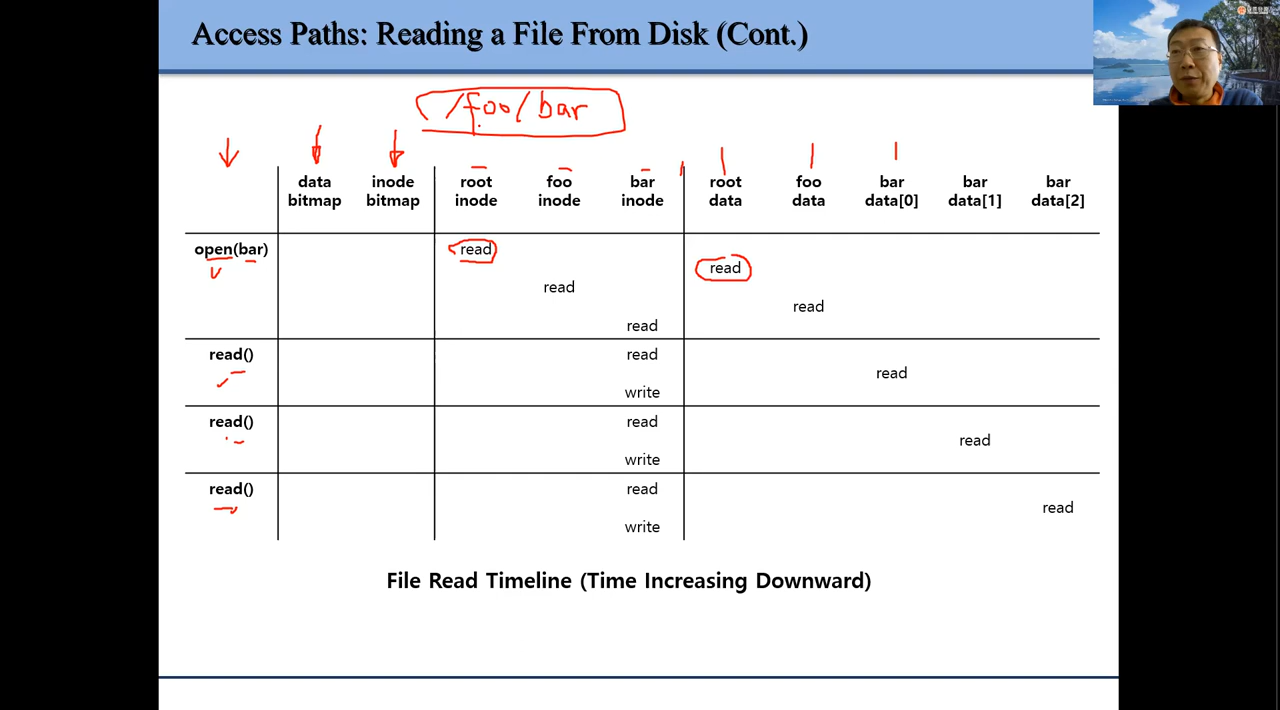 Access Paths: Reading a File From Disk (Cont.)
/foo/bar
data bitmap inode bitmap root inode foo inode bar inode root data foo data bar data[0] bar data[1] bar data[2]
open(bar) read
read
read
read
read
read() read
read
write
read() read
read
write
read() read
read
write
File Read Timeline (Time Increasing Downward)